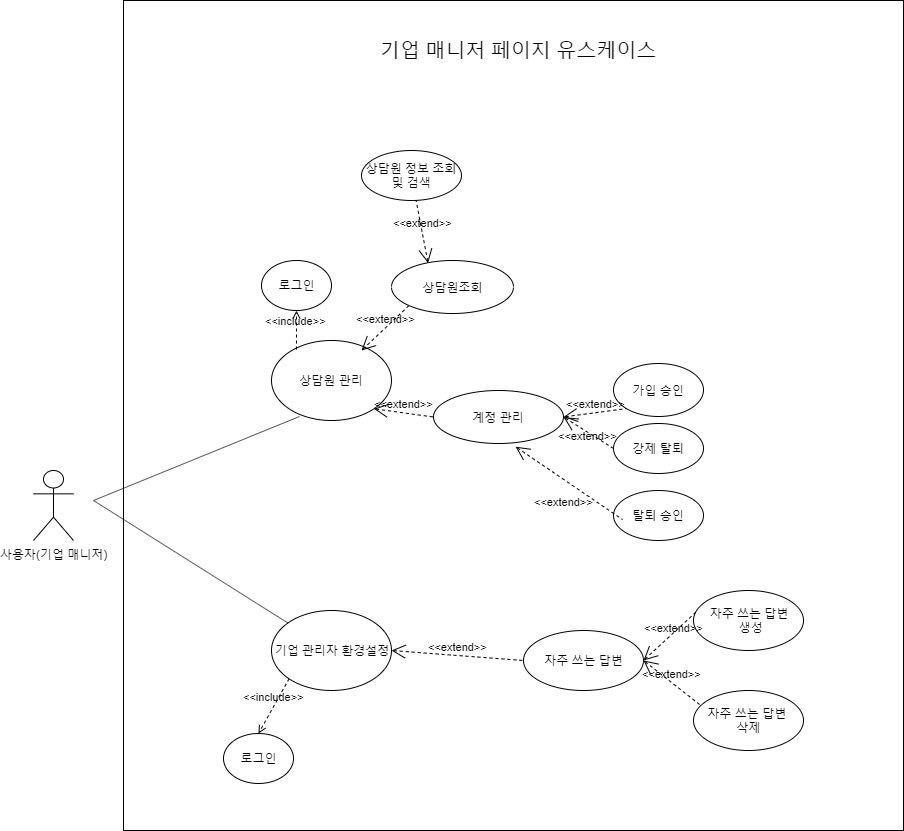 기업 매니저 페이지 유스케이스
상담원 정보 조회
및 검색
<<extend>>
로그인
상담원조회
<<include>>
<<extend>>
상담원 관리
<<extend>>
계정 관리
<<extend>>
가입 승인
<<extend>>
강제 탈퇴
<<extend>>
탈퇴 승인
사용자(기업 매니저)
기업 관리자 환경설정
<<extend>>
자주 쓰는 답변
<<extend>>
자주 쓰는 답변
생성
<<extend>>
자주 쓰는 답변
삭제
<<include>>
로그인